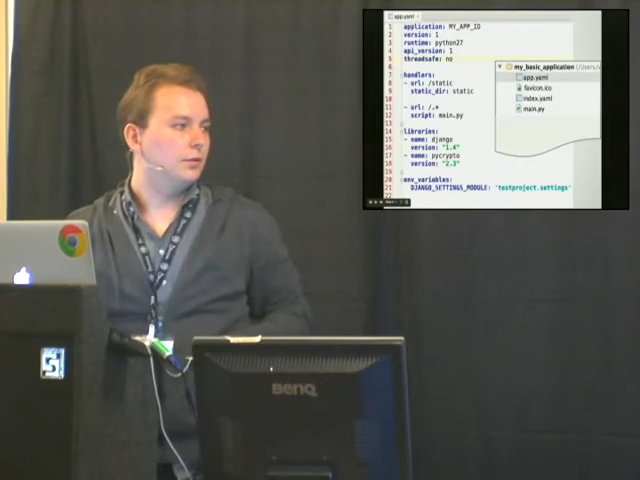 app.yaml
1 application: MY_APP_ID
2 version: 1
3 runtime: python27
4 api_version: 1
5 threadsafe: no
6
7 handlers:
8 - url: /static
9 static_dir: static
10
11 - url: /.*
12 script: main.py
13
14 libraries:
15 - name: django
16 version: "1.4"
17 - name: pycrypto
18 version: "2.3"
19
20 env_variables:
21 DJANGO_SETTINGS_MODULE: 'testproject.settings'
22
my_basic_application
app.yaml
favicon.ico
index.yaml
main.py
BenQ